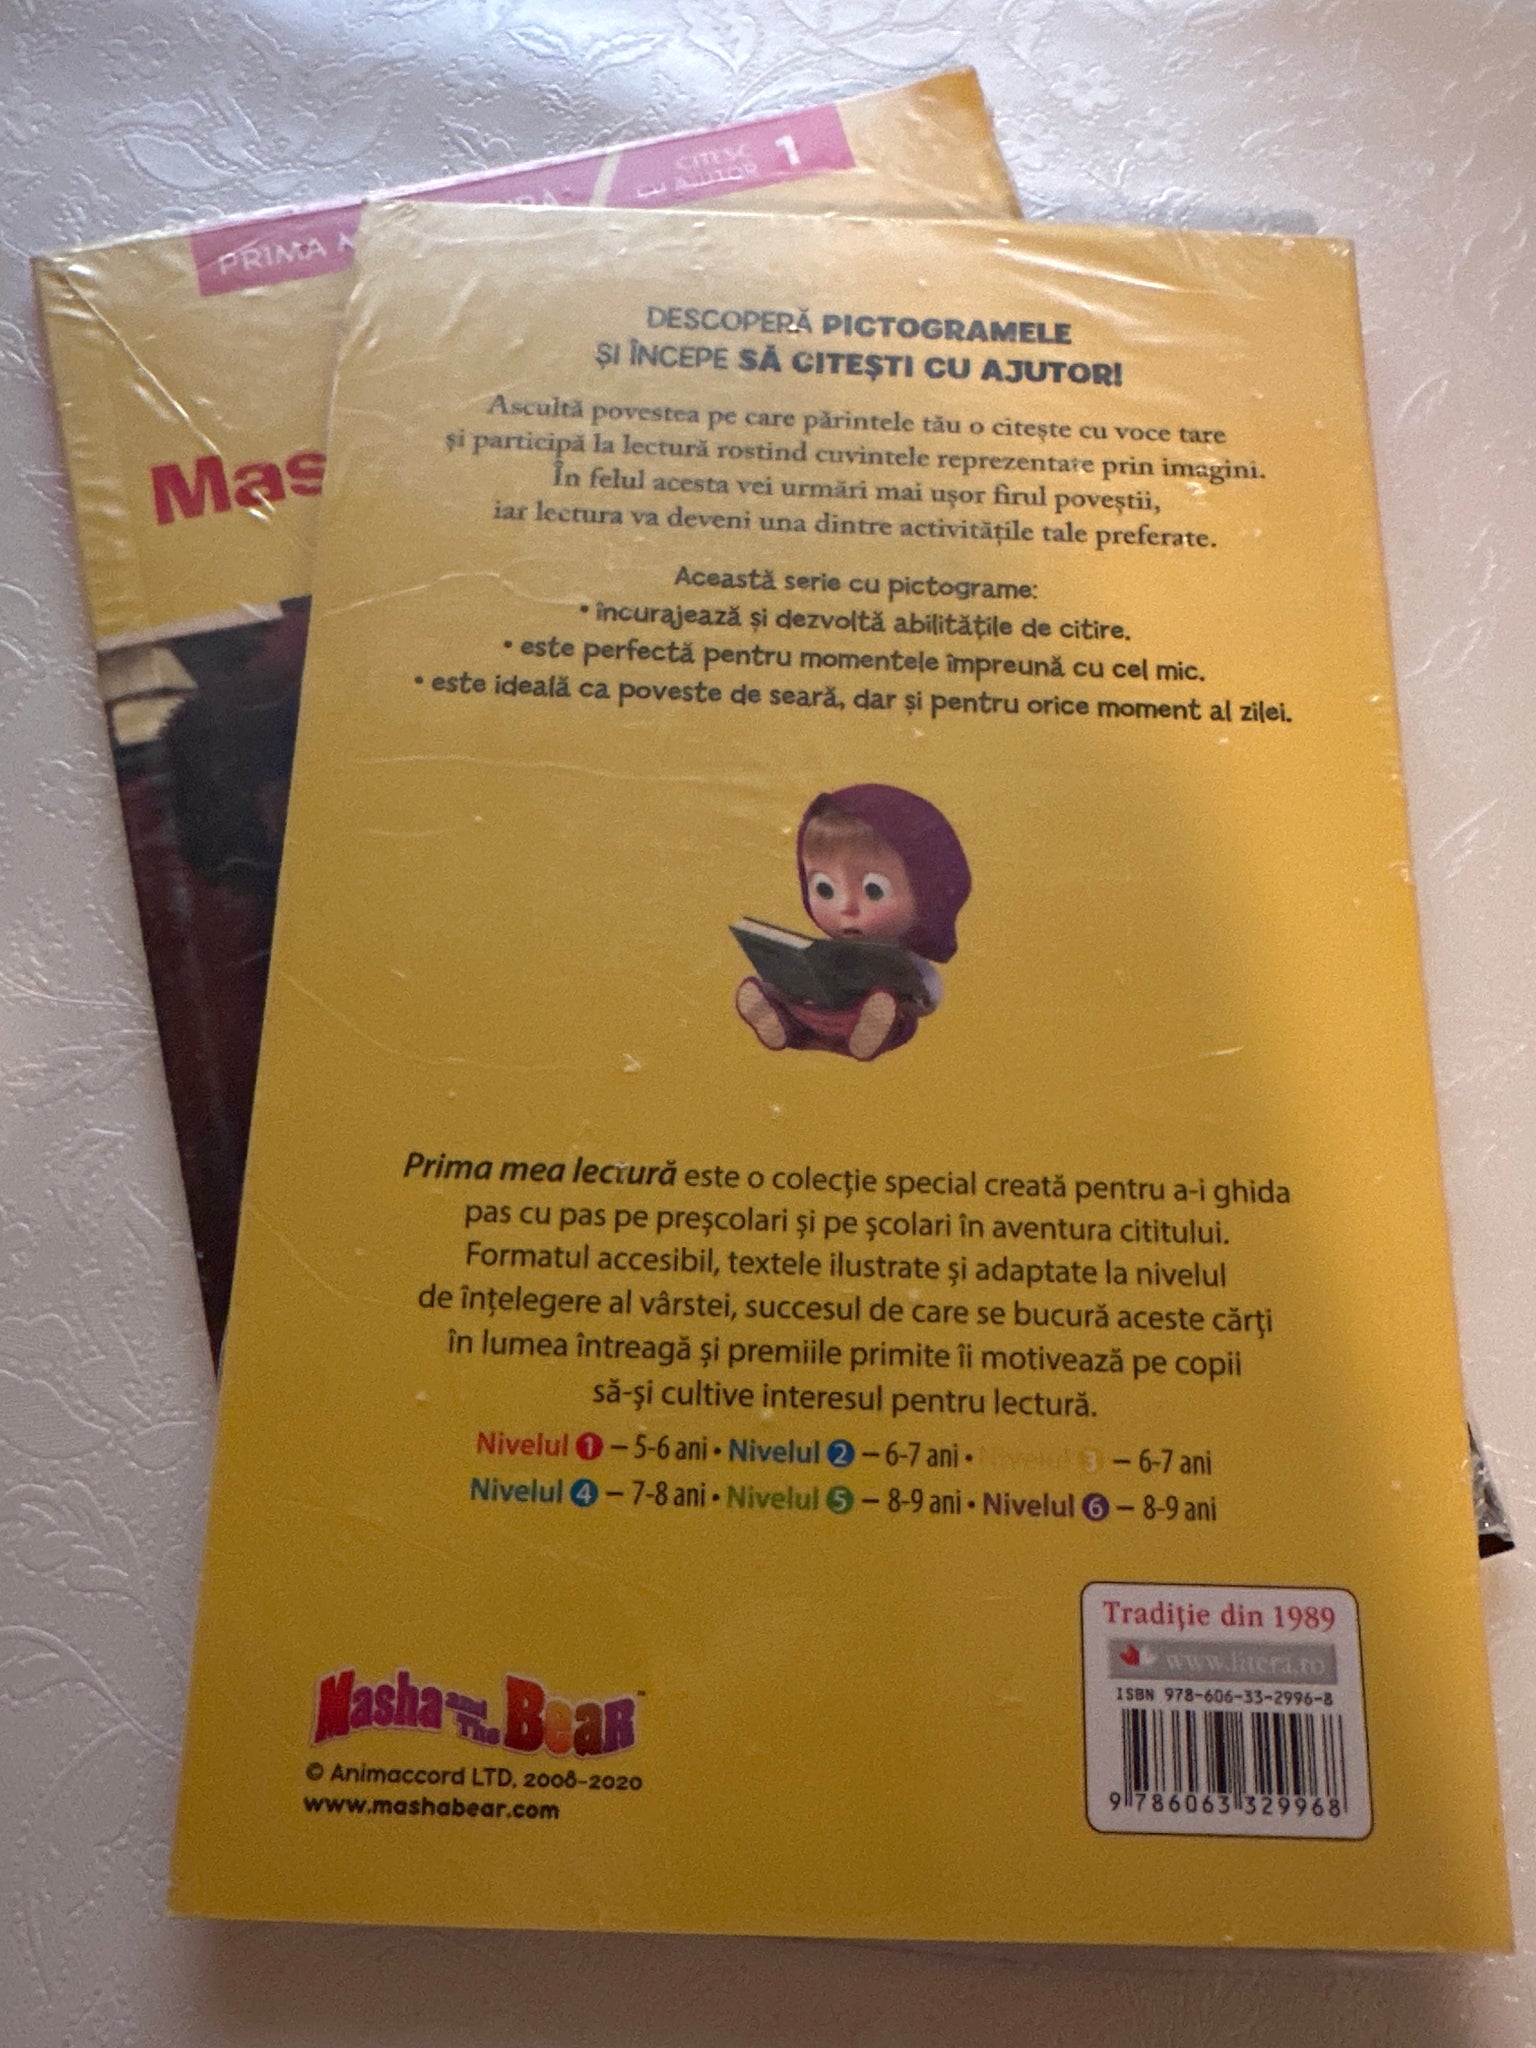 PRIMA
CITESC
CU AJUTOR
1
Mas
DESCOPERĂ PICTOGRAMELE
ȘI ÎNCEPE SĂ CITEȘTI CU AJUTOR!
Ascultă povestea pe care părintele tău o citește cu voce tare
și participă la lectură rostind cuvintele reprezentate prin imagini.
În felul acesta vei urmări mai ușor firul poveștii,
iar lectura va deveni una dintre activitățile tale preferate.
Această serie cu pictograme:
• încurajează și dezvoltă abilitățile de citire.
• este perfectă pentru momentele împreună cu cel mic.
• este ideală ca poveste de seară, dar și pentru orice moment al zilei.
Prima mea lectură este o colecție special creată pentru a-i ghida
pas cu pas pe preșcolari și pe școlari în aventura cititului.
Formatul accesibil, textele ilustrate și adaptate la nivelul
de înțelegere al vârstei, succesul de care se bucură aceste cărți
în lumea întreagă și premiile primite îi motivează pe copii
să-și cultive interesul pentru lectură.
Nivelul 1 – 5-6 ani • Nivelul 2 – 6-7 ani • Nivelul 3 – 6-7 ani
Nivelul 4 – 7-8 ani • Nivelul 5 – 8-9 ani • Nivelul 6 – 8-9 ani
Tradiție din 1989
www.litera.ro
ISBN 978-606-33-2996-8
9 786063 329968
Masha and The Bear™
© Animaccord LTD, 2008-2020
www.mashabear.com